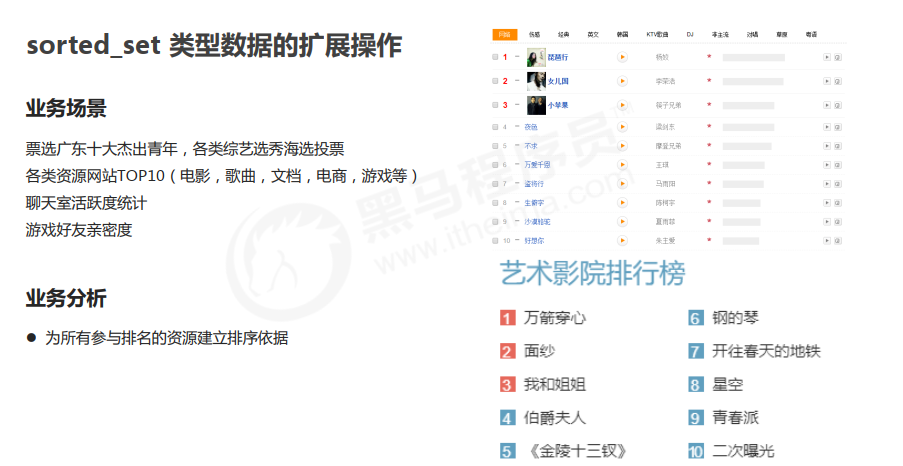 sorted_set 类型数据的扩展操作
业务场景
票选广东十大杰出青年，各类综艺选秀海选投票
各类资源网站TOP10（电影，歌曲，文档，电商，游戏等）
聊天室活跃度统计
游戏好友亲密度
业务分析
● 为所有参与排名的资源建立排序依据
伤感 经典 英文 韩国 KTV歌曲 DJ 非主流 对唱 草原 粤语
1 琵琶行 杨姣
2 女儿国 李荣浩
3 小苹果 筷子兄弟
4 夜色 梁剑东
5 不求 摩登兄弟
6 万爱千恩 王琪
7 盗将行 马雨阳
8 生僻字 陈柯宇
9 沙漠骆驼 夏雨菲
10 好想你 朱主爱
艺术影院排行榜
1 万箭穿心
2 面纱
3 我和姐姐
4 伯爵夫人
5 《金陵十三钗》
6 钢的琴
7 开往春天的地铁
8 星空
9 青春派
10 二次曝光
黑马程序员
www.itheima.com